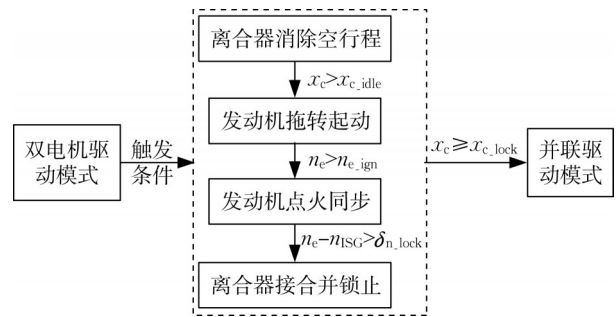 离合器消除空行程
x_c>x_c_idle
发动机拖转起动
n_e>n_e_ign
发动机点火同步
n_e-n_ISG>δ_n_lock
离合器接合并锁止
双电机驱
动模式
触发
条件
x_c≥x_c_lock
并联驱
动模式